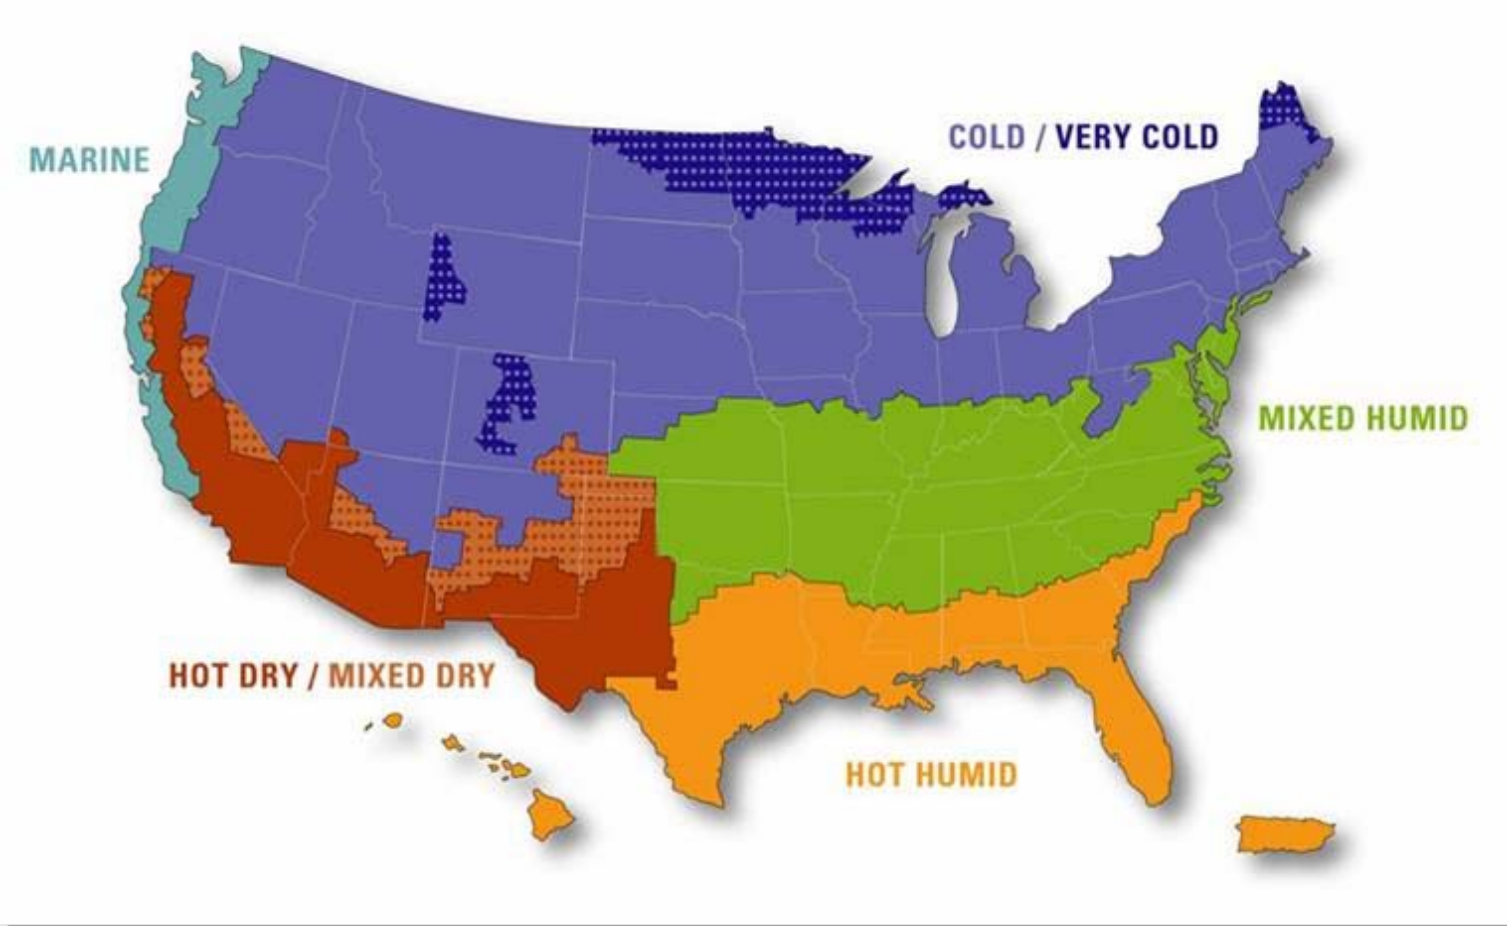 MARINE
COLD / VERY COLD
MIXED HUMID
HOT DRY / MIXED DRY
HOT HUMID